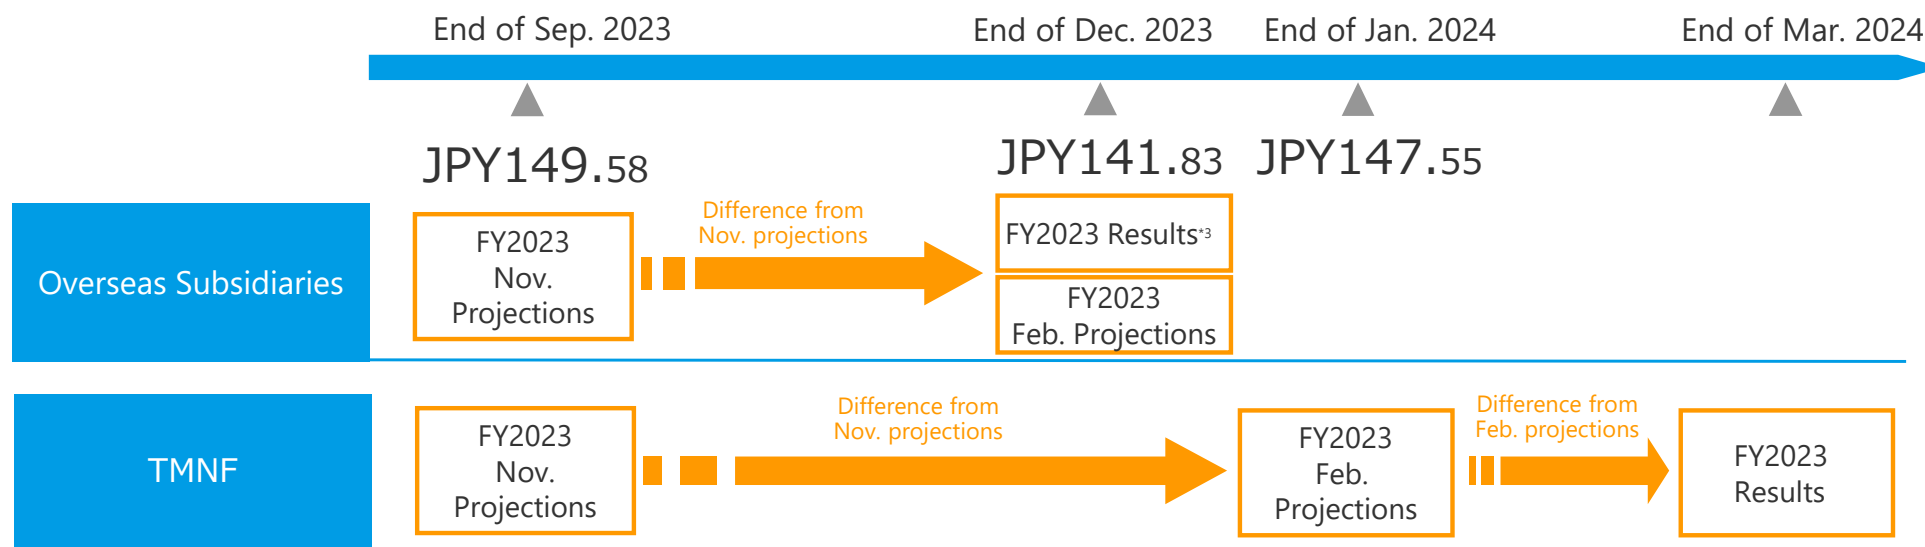 End of Sep. 2023
End of Dec. 2023
End of Jan. 2024
End of Mar. 2024
JPY149.58
JPY141.83
JPY147.55
Overseas Subsidiaries
FY2023
Nov.
Projections
Difference from
Nov. projections
FY2023 Results*3
FY2023
Feb. Projections
TMNF
FY2023
Nov.
Projections
Difference from
Nov. projections
FY2023
Feb.
Projections
Difference from
Feb. projections
FY2023
Results